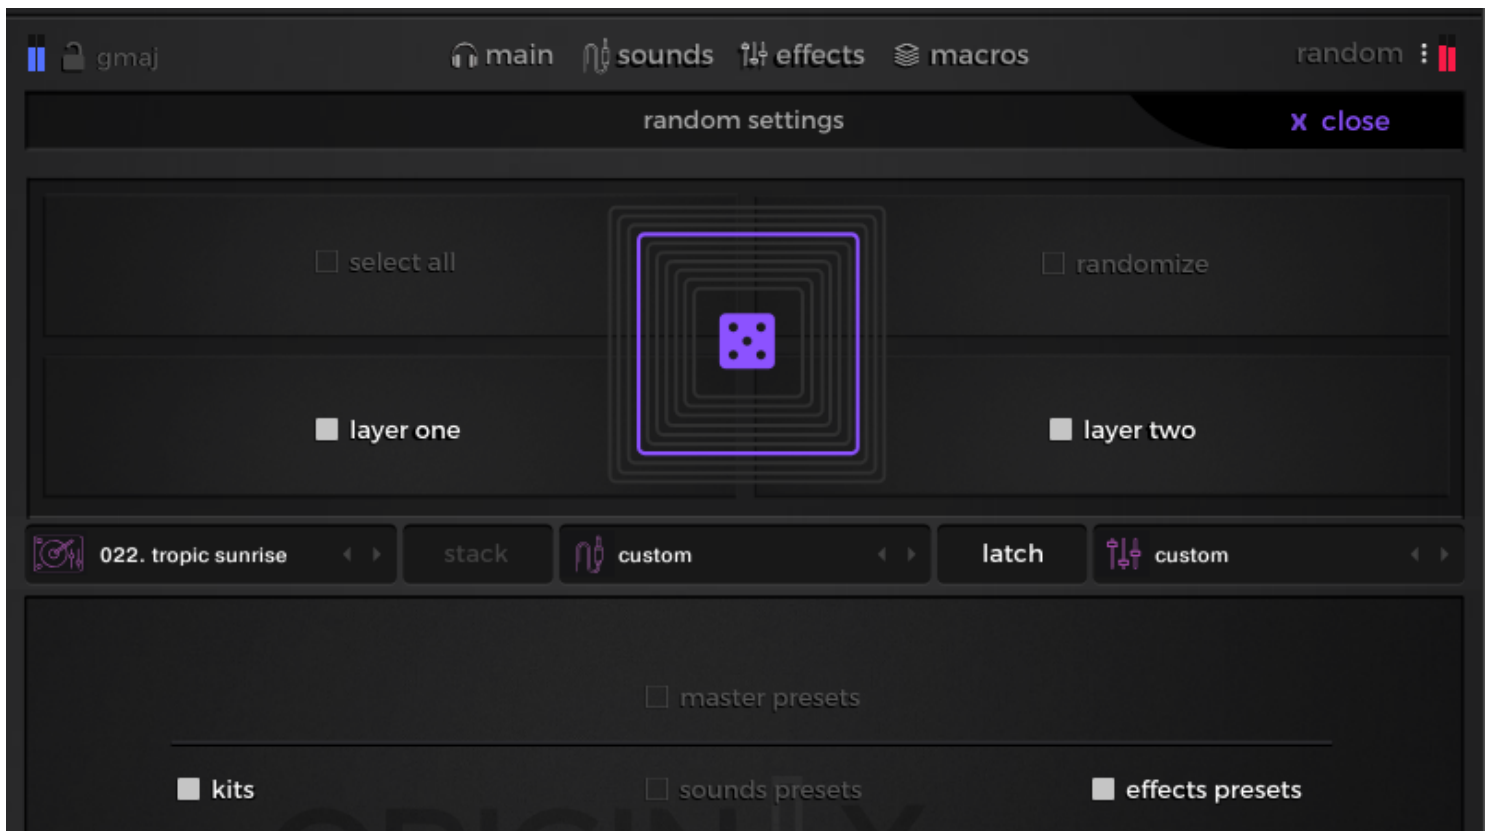 gmaj main sounds effects macros random
random settings x close
select all randomize
layer one layer two
022. tropic sunrise stack custom latch custom
master presets
kits sounds presets effects presets